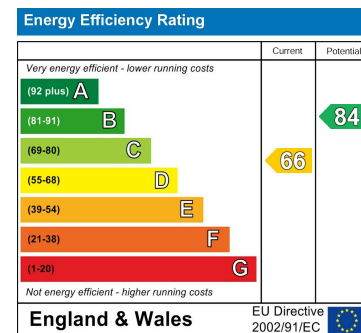 Energy Efficiency Rating
Current Potential
Very energy efficient - lower running costs
(92 plus) A
(81-91) B
84
(69-80) C
66
(55-68) D
(39-54) E
(21-38) F
(1-20) G
Not energy efficient - higher running costs
England & Wales
EU Directive
2002/91/EC